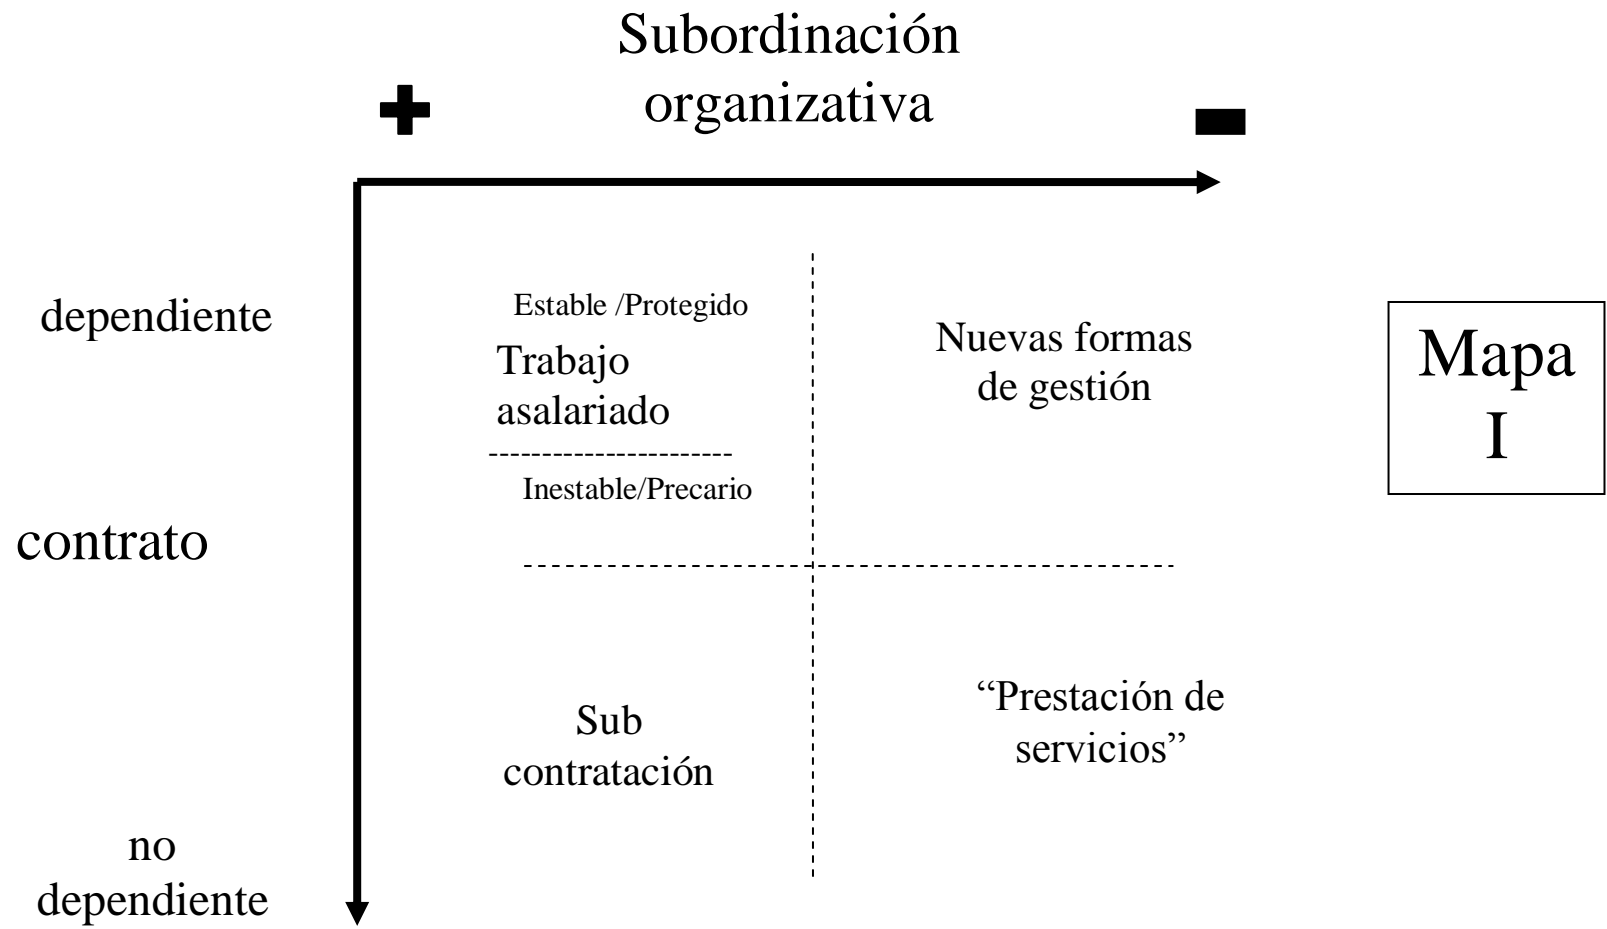 Subordinación
organizativa
+
-
dependiente
Estable /Protegido
Trabajo
asalariado
-----------------------
Inestable/Precario
Nuevas formas
de gestión
Mapa
I
contrato
Sub
contratación
“Prestación de
servicios”
no
dependiente